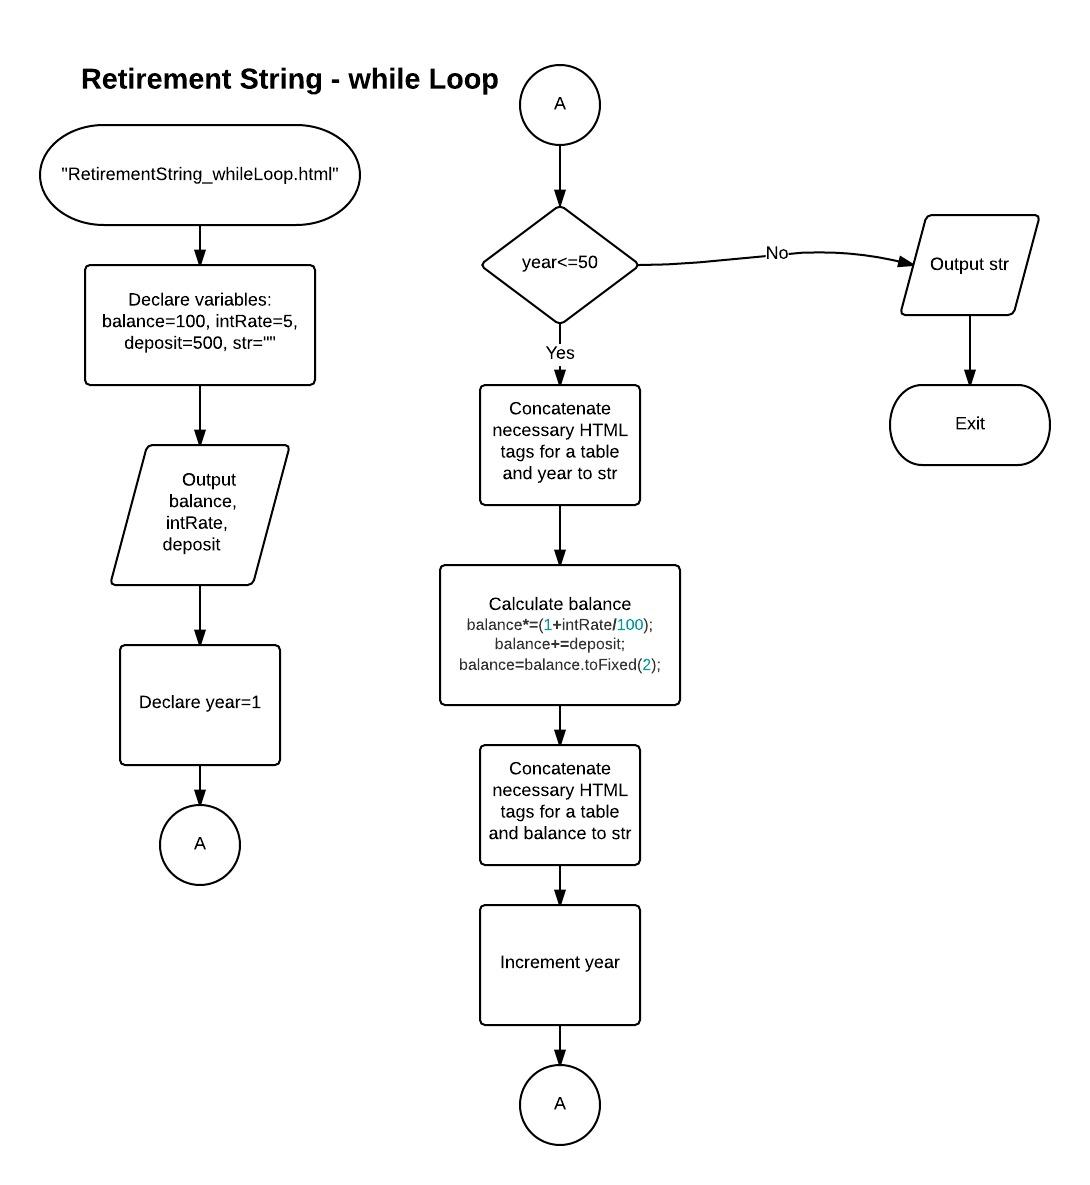 Retirement String - while Loop
"RetirementString_whileLoop.html"
Declare variables:
balance=100, intRate=5,
deposit=500, str=""
Output
balance,
intRate,
deposit
Declare year=1
A
A
year<=50
No
Yes
Concatenate
necessary HTML
tags for a table
and year to str
Calculate balance
balance*=(1+intRate/100);
balance+=deposit;
balance=balance.toFixed(2);
Concatenate
necessary HTML
tags for a table
and balance to str
Increment year
A
Output str
Exit